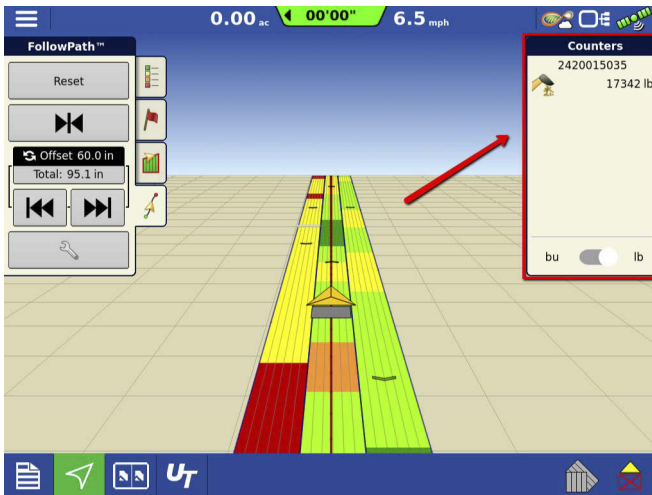 0.00 ac
00'00"
6.5 mph
FollowPath™
Reset
Offset 60.0 in
Total: 95.1 in
Counters
2420015035
17342 lb
bu
lb
UT